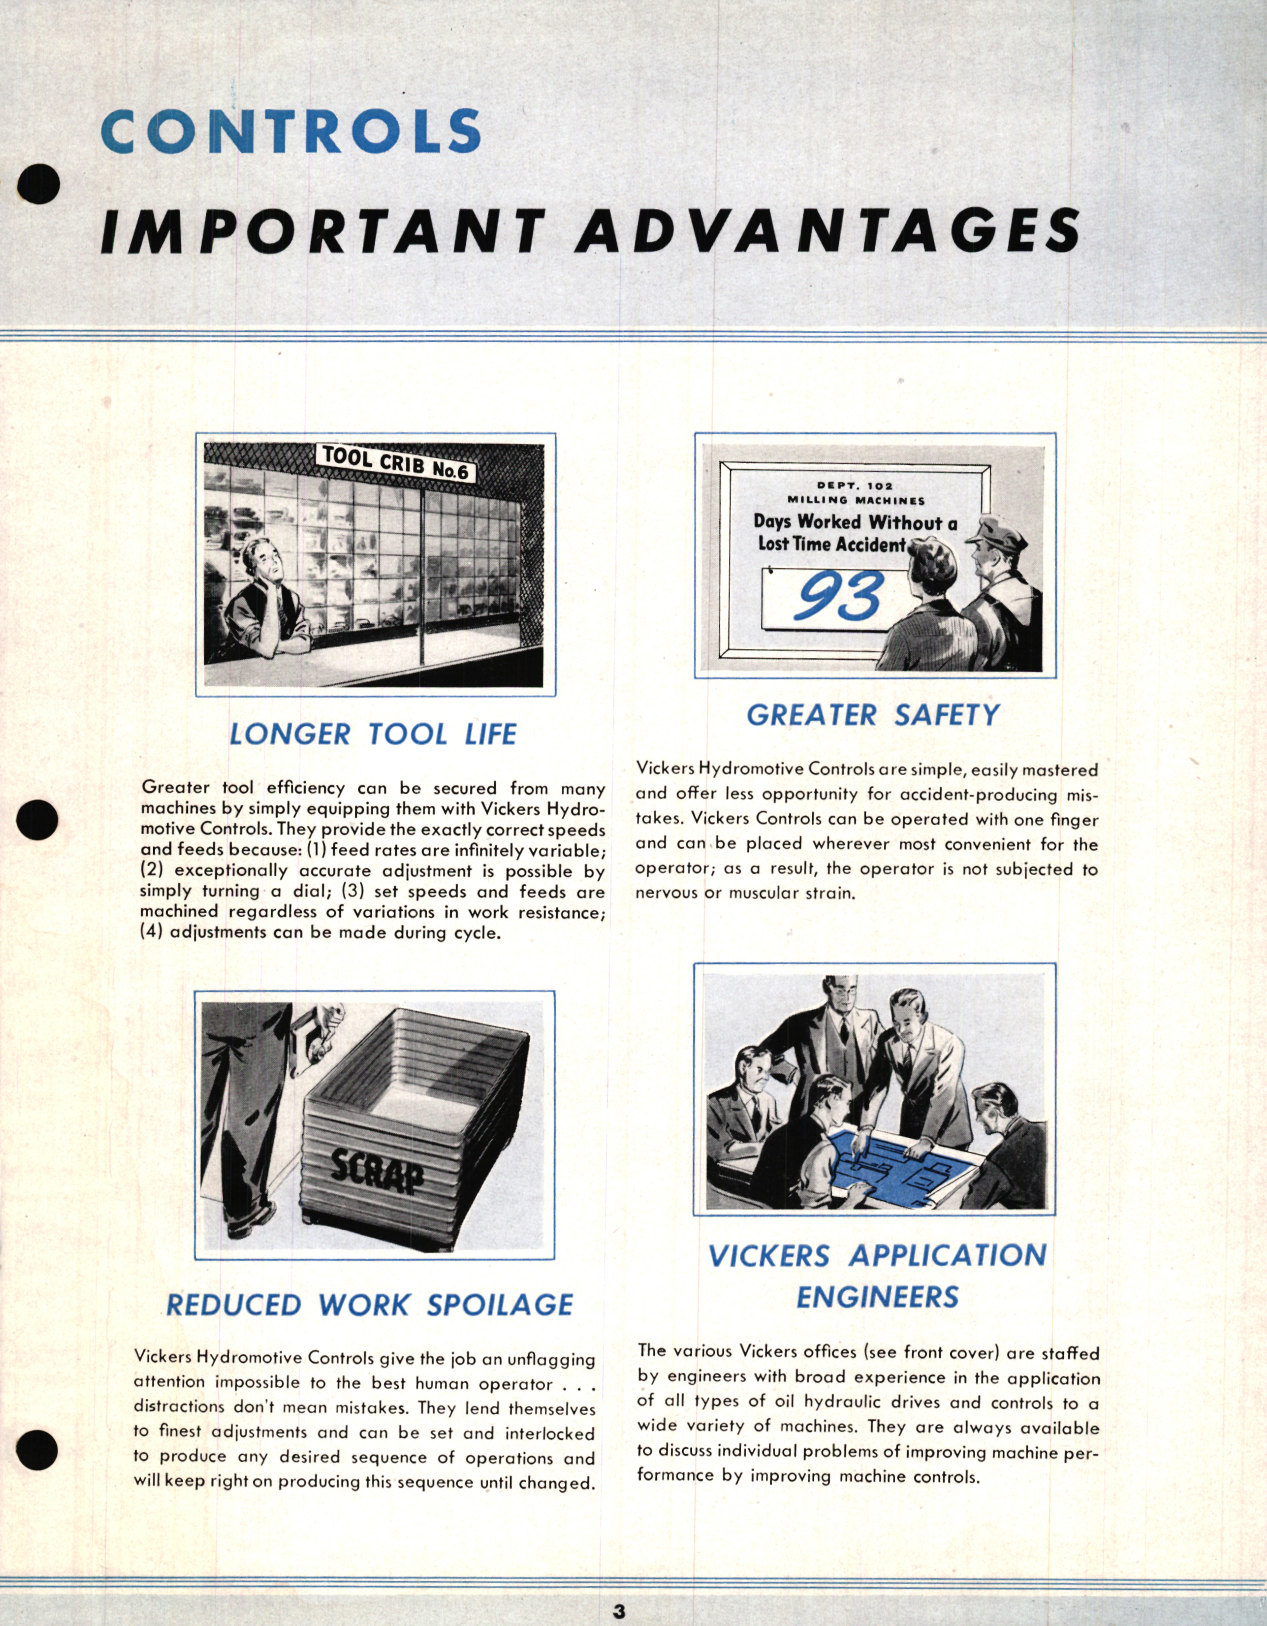 CONTROLS
IMPORTANT ADVANTAGES
TOOL CRIB No.6
LONGER TOOL LIFE
Greater tool efficiency can be secured from many
machines by simply equipping them with Vickers Hydro-
motive Controls. They provide the exactly correct speeds
and feeds because: (1) feed rates are infinitely variable;
(2) exceptionally accurate adjustment is possible by
simply turning a dial; (3) set speeds and feeds are
machined regardless of variations in work resistance;
(4) adjustments can be made during cycle.
SCRAP
REDUCED WORK SPOILAGE
Vickers Hydromotive Controls give the job an unflagging
attention impossible to the best human operator . . .
distractions don't mean mistakes. They lend themselves
to finest adjustments and can be set and interlocked
to produce any desired sequence of operations and
will keep right on producing this sequence until changed.
DEPT. 102
MILLING MACHINES
Days Worked Without a
Lost Time Accident
93
GREATER SAFETY
Vickers Hydromotive Controls are simple, easily mastered
and offer less opportunity for accident-producing mis-
takes. Vickers Controls can be operated with one finger
and can be placed wherever most convenient for the
operator; as a result, the operator is not subjected to
nervous or muscular strain.
VICKERS APPLICATION
ENGINEERS
The various Vickers offices (see front cover) are staffed
by engineers with broad experience in the application
of all types of oil hydraulic drives and controls to a
wide variety of machines. They are always available
to discuss individual problems of improving machine per-
formance by improving machine controls.
3